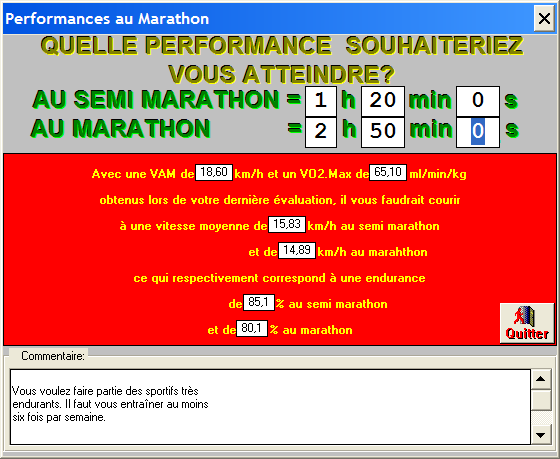 Performances au Marathon
QUELLE PERFORMANCE SOUHAITERIEZ
VOUS ATTEINDRE?
AU SEMI MARATHON = 1 h 20 min 0 s
AU MARATHON = 2 h 50 min 0 s
Avec une VAM de 18,60 km/h et un VO2.Max de 65,10 ml/min/kg
obtenus lors de votre dernière évaluation, il vous faudrait courir
à une vitesse moyenne de 15,83 km/h au semi marathon
et de 14,89 km/h au marahthon
ce qui respectivement correspond à une endurance
de 85,1 % au semi marathon
et de 80,1 % au marathon
Quitter
Commentaire:
Vous voulez faire partie des sportifs très
endurants. Il faut vous entraîner au moins
six fois par semaine.